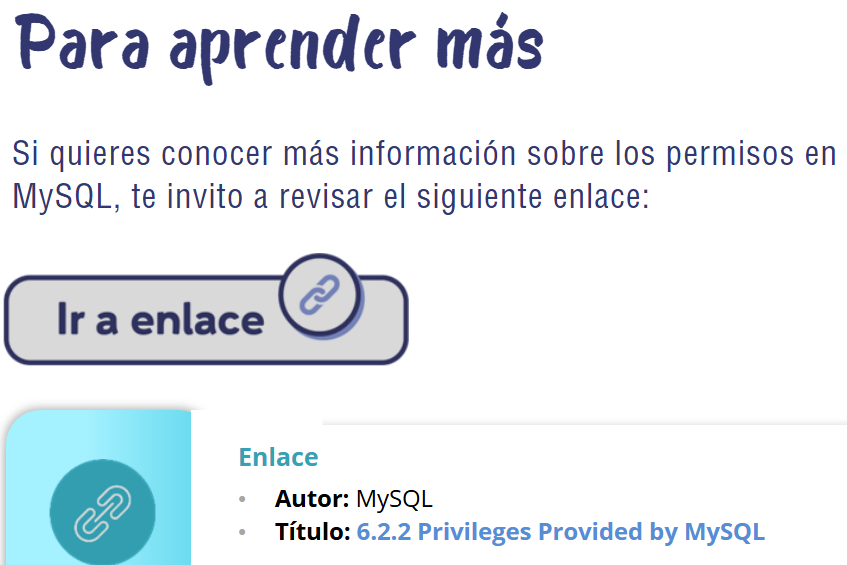 Para aprender más
Si quieres conocer más información sobre los permisos en
MySQL, te invito a revisar el siguiente enlace:
Ir a enlace
Enlace
• Autor: MySQL
• Título: 6.2.2 Privileges Provided by MySQL